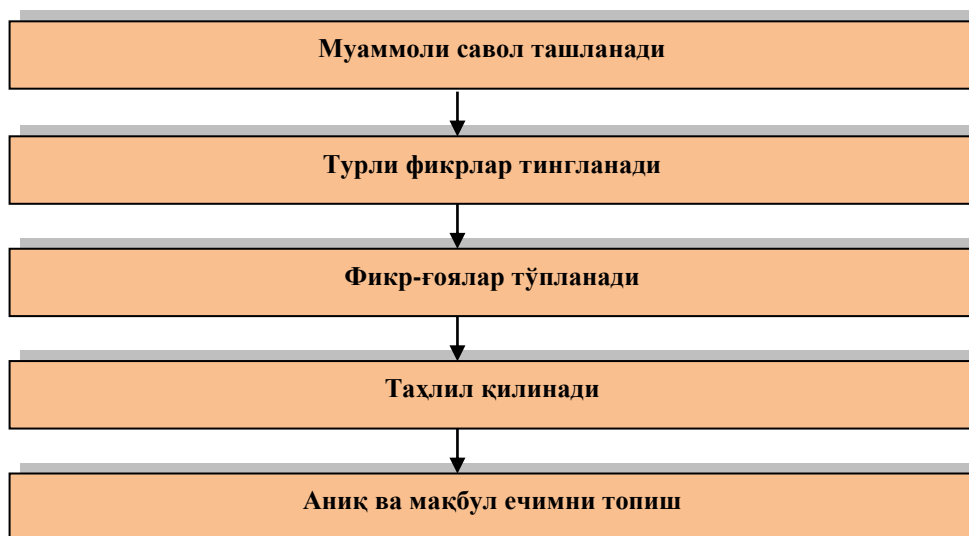 Муаммоли савол ташланади
Турли фикрлар тингланади
Фикр-ғоялар тўпланади
Таҳлил қилинади
Аниқ ва мақбул ечимни топиш